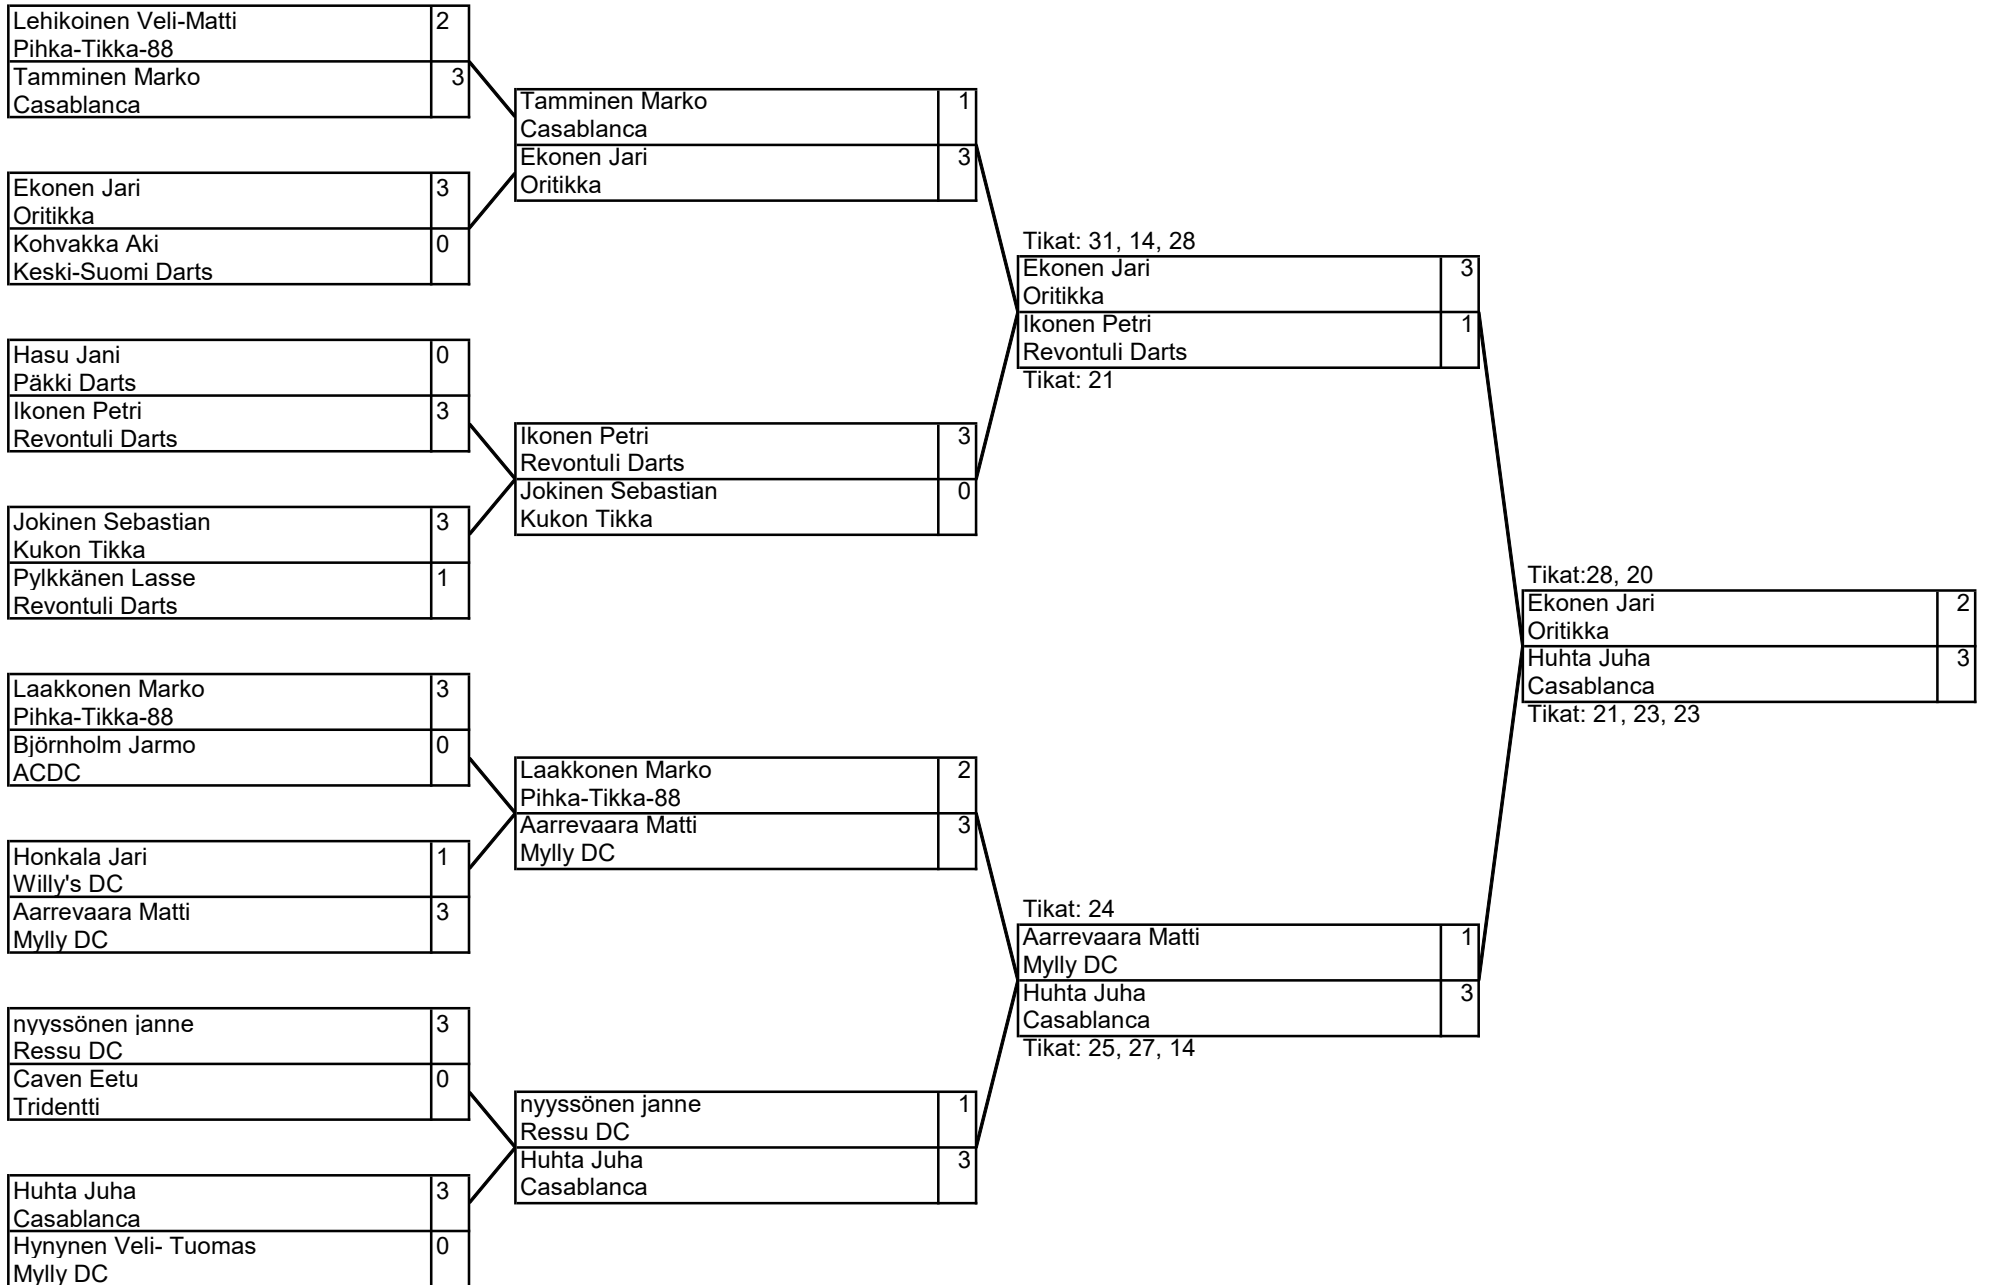 Lehikoinen Veli-Matti 2
Pihka-Tikka-88
Tamminen Marko 3
Casablanca
Ekonen Jari 3
Oritikka
Kohvakka Aki 0
Keski-Suomi Darts
Hasu Jani 0
Päkki Darts
Ikonen Petri 3
Revontuli Darts
Jokinen Sebastian 3
Kukon Tikka
Pylkkänen Lasse 1
Revontuli Darts
Laakkonen Marko 3
Pihka-Tikka-88
Björnholm Jarmo 0
ACDC
Honkala Jari 1
Willy's DC
Aarrevaara Matti 3
Mylly DC
nyyssönen janne 3
Ressu DC
Caven Eetu 0
Tridentti
Huhta Juha 3
Casablanca
Hynynen Veli- Tuomas 0
Mylly DC
Tamminen Marko 1
Casablanca
Ekonen Jari 3
Oritikka
Ikonen Petri 3
Revontuli Darts
Jokinen Sebastian 0
Kukon Tikka
Laakkonen Marko 2
Pihka-Tikka-88
Aarrevaara Matti 3
Mylly DC
nyyssönen janne 1
Ressu DC
Huhta Juha 3
Casablanca
Tikat: 31, 14, 28
Ekonen Jari 3
Oritikka
Ikonen Petri 1
Revontuli Darts
Tikat: 21
Tikat: 24
Aarrevaara Matti 1
Mylly DC
Huhta Juha 3
Casablanca
Tikat: 25, 27, 14
Tikat:28, 20
Ekonen Jari 2
Oritikka
Huhta Juha 3
Casablanca
Tikat: 21, 23, 23